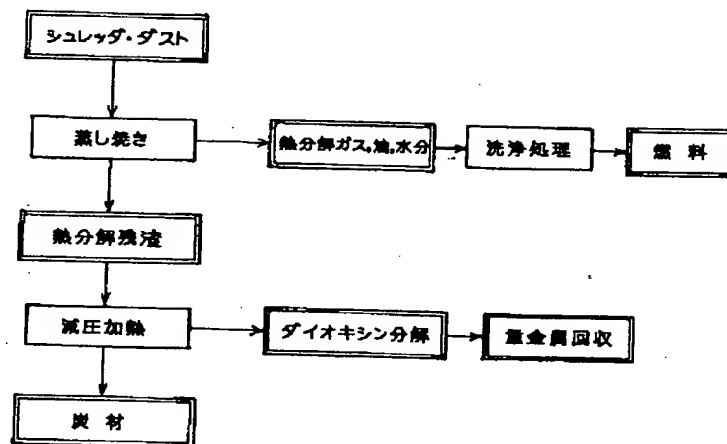 シュレッダ・ダスト
蒸し焼き
熱分解ガス,油,水分
洗浄処理
燃料
熱分解残渣
減圧加熱
ダイオキシン分解
重金属回収
炭材